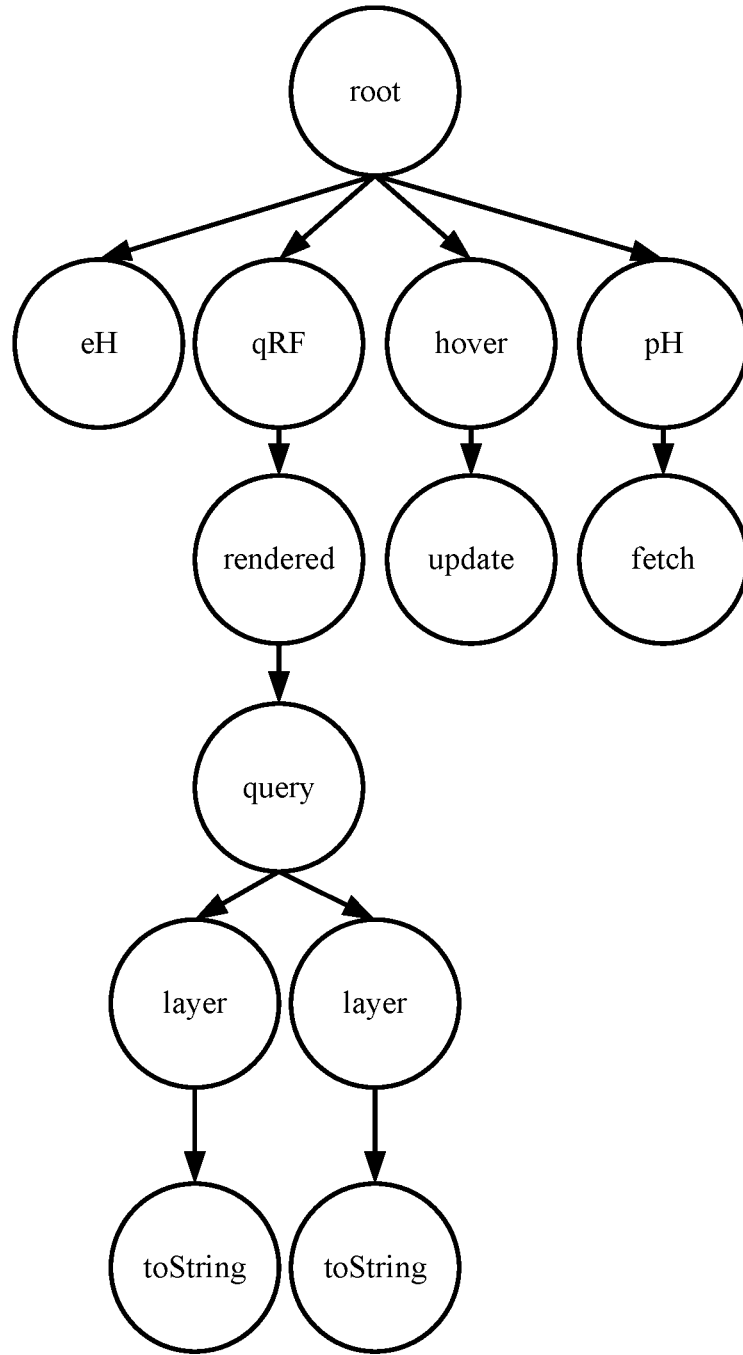 root
eH
qRF
hover
pH
rendered
update
fetch
query
layer
layer
toString
toString